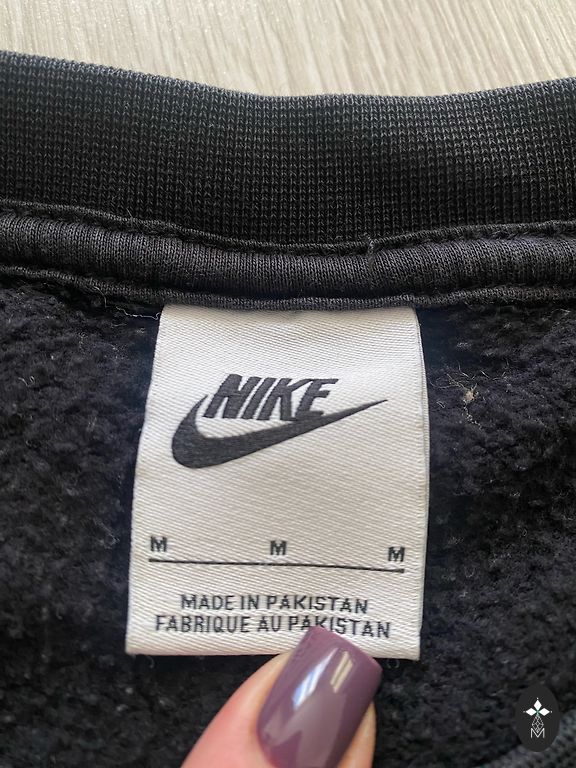 NIKE
M M M
MADE IN PAKISTAN
FABRIQUE AU PAKISTAN
M